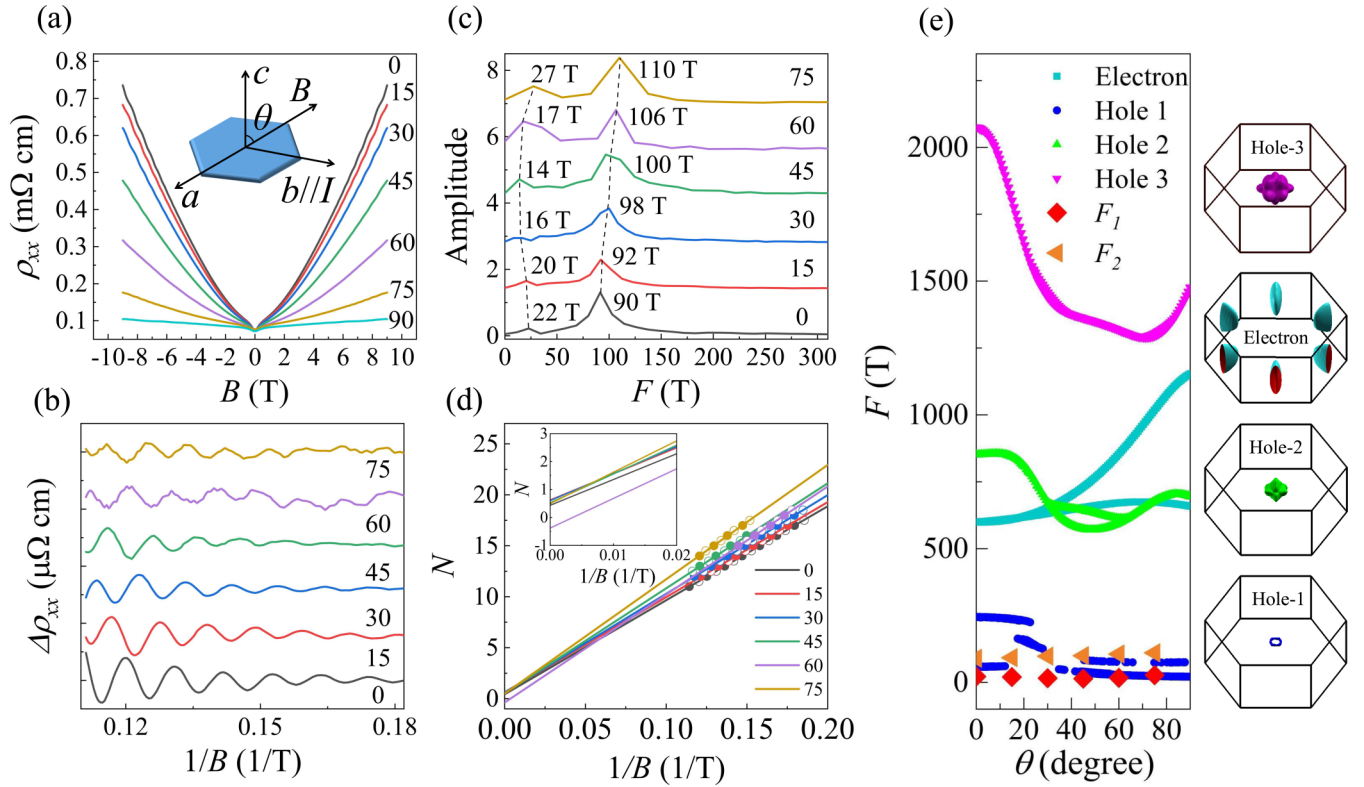 (a)
0.8
0.7
0.6
0.5
0.4
0.3
0.2
0.1
ρxx (mΩ cm)
-10 -8 -6 -4 -2 0 2 4 6 8 10
B (T)
0
15
30
45
60
75
90
c
B
θ
a
b//I
(b)
Δρxx (μΩ cm)
75
60
45
30
15
0
0.12 0.15 0.18
1/B (1/T)
(c)
Amplitude
8
6
4
2
0
27 T 110 T 75
17 T 106 T 60
14 T 100 T 45
16 T 98 T 30
20 T 92 T 15
22 T 90 T 0
0 50 100 150 200 250 300
F (T)
(d)
N
25
20
15
10
5
0
3
2
1
0
-1
N
0.00 0.01 0.02
1/B (1/T)
0
15
30
45
60
75
0.00 0.05 0.10 0.15 0.20
1/B (1/T)
(e)
F (T)
2000
1500
1000
500
0
Electron
Hole 1
Hole 2
Hole 3
F1
F2
0 20 40 60 80
θ (degree)
Hole-3
Electron
Hole-2
Hole-1